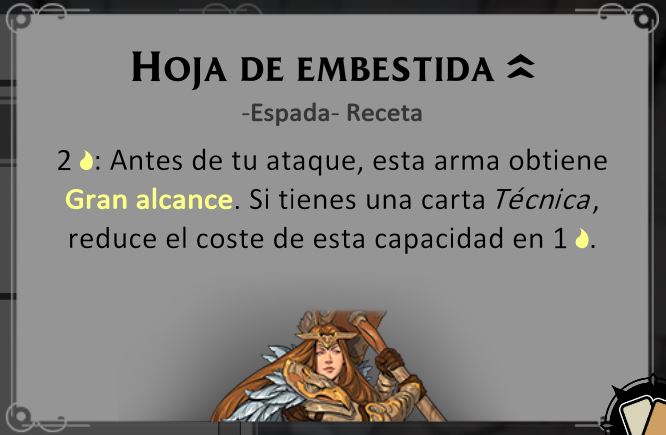 HOJA DE EMBESTIDA
-Espada- Receta
2 : Antes de tu ataque, esta arma obtiene
Gran alcance. Si tienes una carta Técnica,
reduce el coste de esta capacidad en 1 .